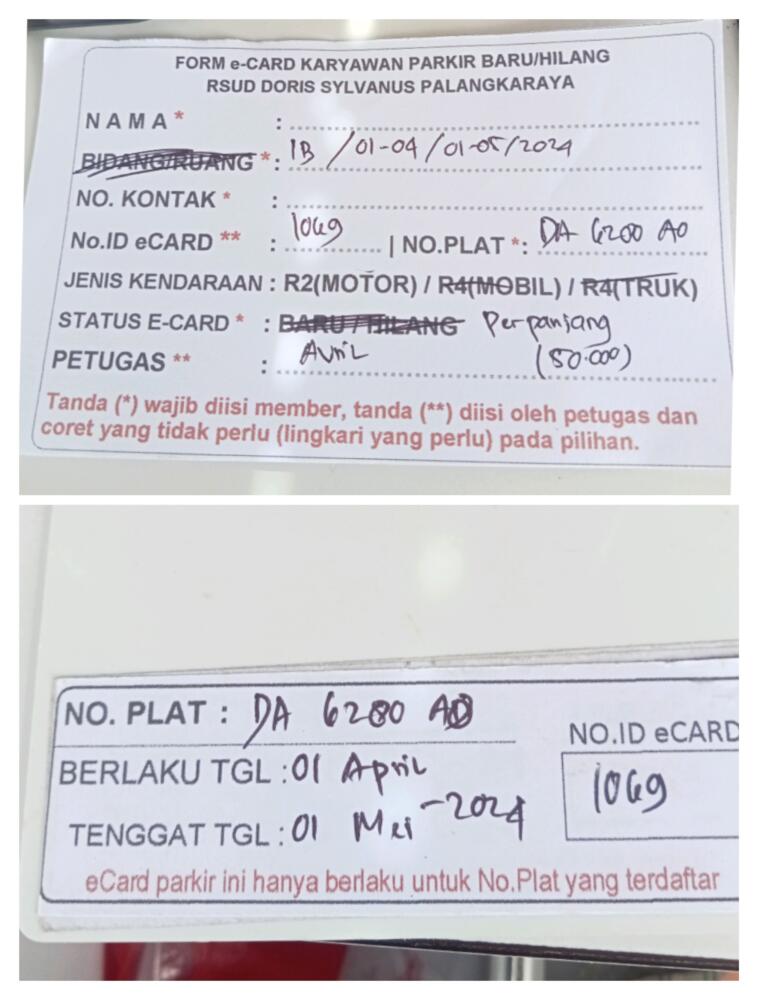 FORM e-CARD KARYAWAN PARKIR BARU/HILANG
RSUD DORIS SYLVANUS PALANGKARAYA
NAMA * :
BIDANG/RUANG * : 1B / 01-04 / 01-05 / 2024
NO. KONTAK * :
No.ID eCARD ** : 1069 | NO.PLAT * : DA 6280 AO
JENIS KENDARAAN : R2(MOTOR) / R4(MOBIL) / R4(TRUK)
STATUS E-CARD * : BARU / HILANG Perpanjang
PETUGAS ** : Avril (50.000)
Tanda (*) wajib diisi member, tanda (**) diisi oleh petugas dan
coret yang tidak perlu (lingkari yang perlu) pada pilihan.
NO. PLAT : DA 6280 AO
NO.ID eCARD
BERLAKU TGL : 01 April
1069
TENGGAT TGL : 01 Mei - 2024
eCard parkir ini hanya berlaku untuk No.Plat yang terdaftar